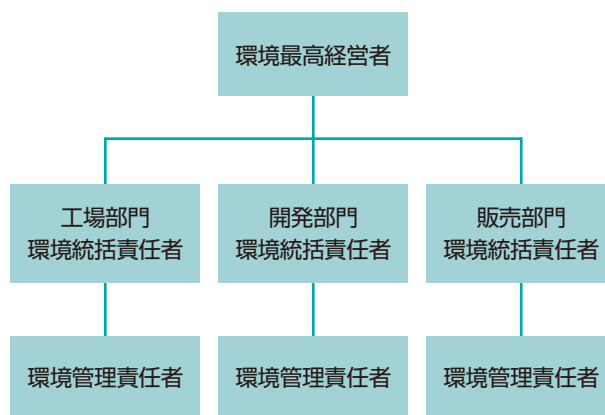 環境最高経営者
工場部門
環境統括責任者
開発部門
環境統括責任者
販売部門
環境統括責任者
環境管理責任者
環境管理責任者
環境管理責任者